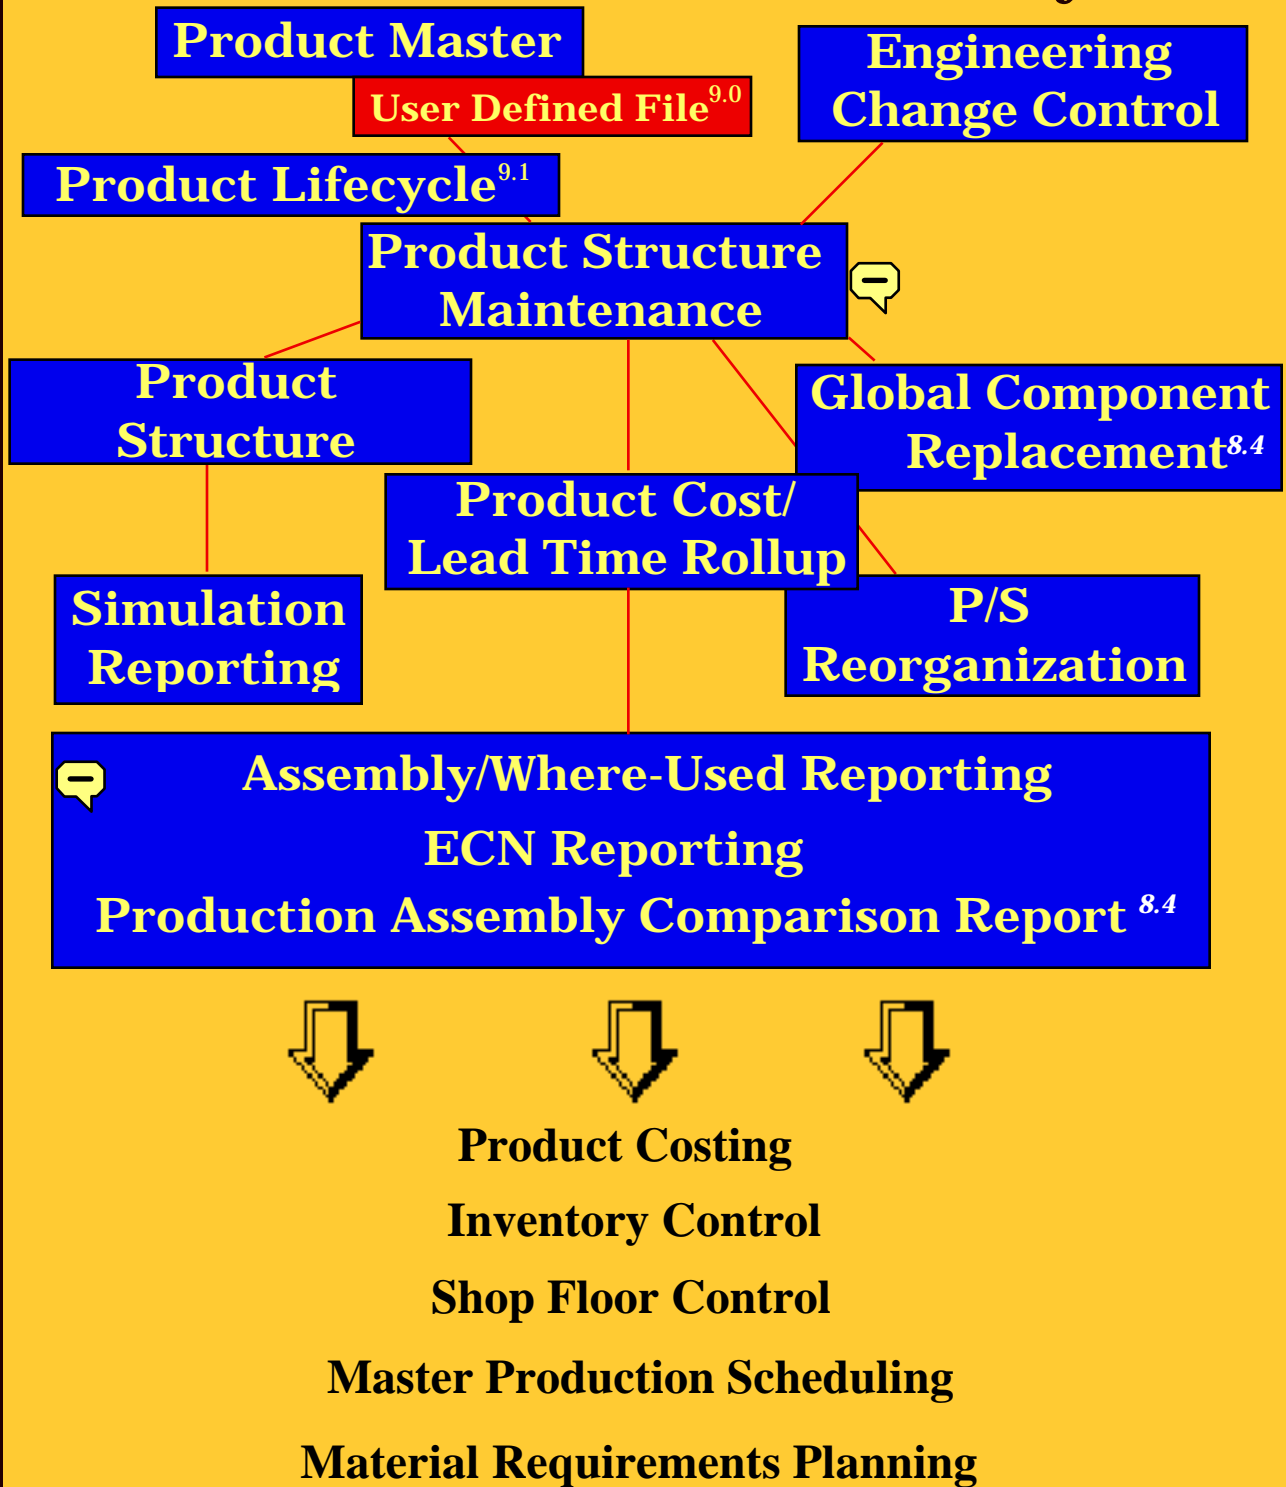 Product Master
User Defined File9.0
Engineering
Change Control
Product Lifecycle9.1
Product Structure
Maintenance
Product
Structure
Global Component
Replacement8.4
Product Cost/
Lead Time Rollup
Simulation
Reporting
P/S
Reorganization
Assembly/Where-Used Reporting
ECN Reporting
Production Assembly Comparison Report 8.4
Product Costing
Inventory Control
Shop Floor Control
Master Production Scheduling
Material Requirements Planning